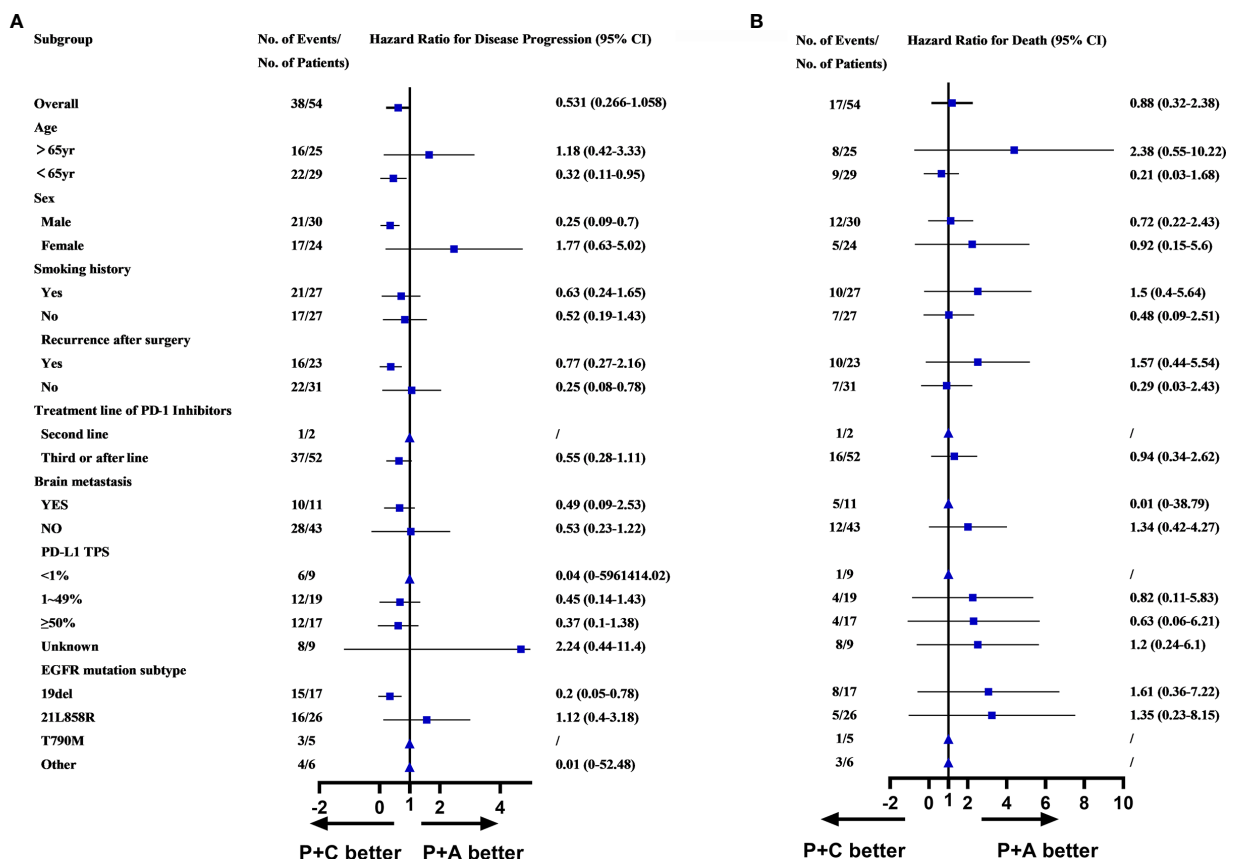 A
B
Subgroup No. of Events/ Hazard Ratio for Disease Progression (95% CI) No. of Events/ Hazard Ratio for Death (95% CI)
No. of Patients) No. of Patients)
Overall 38/54 0.531 (0.266-1.058) 17/54 0.88 (0.32-2.38)
Age
>65yr 16/25 1.18 (0.42-3.33) 8/25 2.38 (0.55-10.22)
<65yr 22/29 0.32 (0.11-0.95) 9/29 0.21 (0.03-1.68)
Sex
Male 21/30 0.25 (0.09-0.7) 12/30 0.72 (0.22-2.43)
Female 17/24 1.77 (0.63-5.02) 5/24 0.92 (0.15-5.6)
Smoking history
Yes 21/27 0.63 (0.24-1.65) 10/27 1.5 (0.4-5.64)
No 17/27 0.52 (0.19-1.43) 7/27 0.48 (0.09-2.51)
Recurrence after surgery
Yes 16/23 0.77 (0.27-2.16) 10/23 1.57 (0.44-5.54)
No 22/31 0.25 (0.08-0.78) 7/31 0.29 (0.03-2.43)
Treatment line of PD-1 Inhibitors
Second line 1/2 / 1/2 /
Third or after line 37/52 0.55 (0.28-1.11) 16/52 0.94 (0.34-2.62)
Brain metastasis
YES 10/11 0.49 (0.09-2.53) 5/11 0.01 (0-38.79)
NO 28/43 0.53 (0.23-1.22) 12/43 1.34 (0.42-4.27)
PD-L1 TPS
<1% 6/9 0.04 (0-5961414.02) 1/9 /
1~49% 12/19 0.45 (0.14-1.43) 4/19 0.82 (0.11-5.83)
≥50% 12/17 0.37 (0.1-1.38) 4/17 0.63 (0.06-6.21)
Unknown 8/9 2.24 (0.44-11.4) 8/9 1.2 (0.24-6.1)
EGFR mutation subtype
19del 15/17 0.2 (0.05-0.78) 8/17 1.61 (0.36-7.22)
21L858R 16/26 1.12 (0.4-3.18) 5/26 1.35 (0.23-8.15)
T790M 3/5 / 1/5 /
Other 4/6 0.01 (0-52.48) 3/6 /
-2 0 1 2 4 -2 0 1 2 4 6 8 10
P+C better P+A better P+C better P+A better